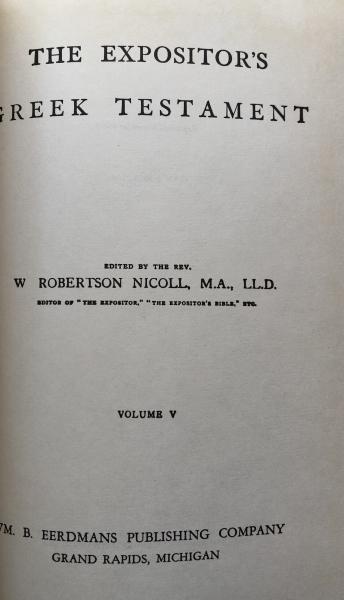 THE EXPOSITOR'S
GREEK TESTAMENT
EDITED BY THE REV.
W ROBERTSON NICOLL, M.A., LL.D.
EDITOR OF "THE EXPOSITOR," "THE EXPOSITOR'S BIBLE," ETC.
VOLUME V
WM. B. EERDMANS PUBLISHING COMPANY
GRAND RAPIDS, MICHIGAN